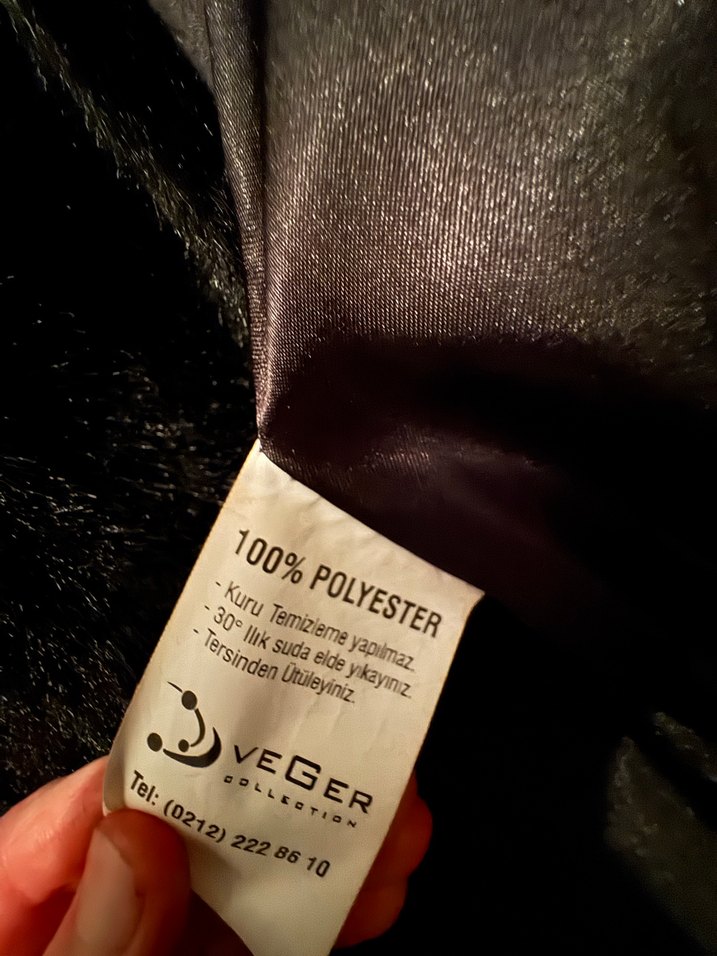 100% POLYESTER
- Kuru Temizleme yapılmaz.
- 30° Ilık suda elde yıkayınız.
- Tersinden Ütüleyiniz.
VEGER
COLLECTION
Tel: (0212) 222 86 10